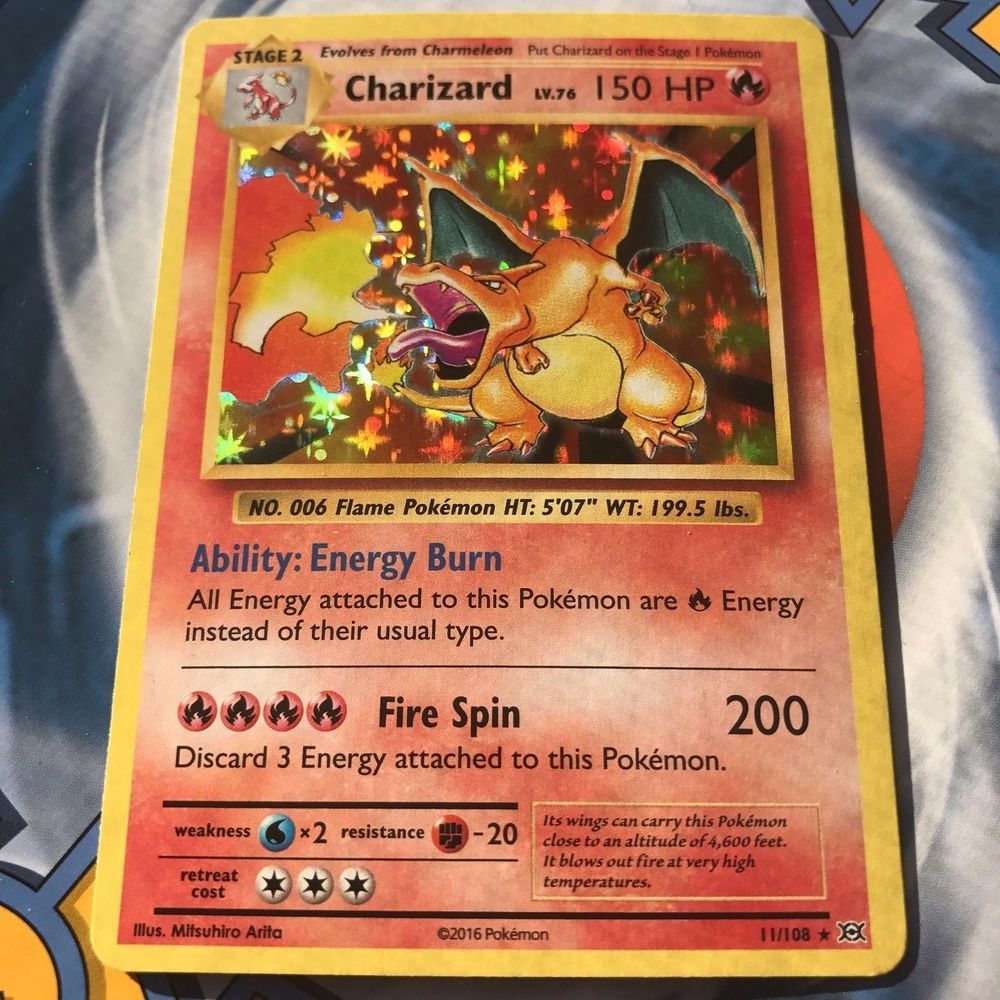 STAGE 2 Evolves from Charmeleon Put Charizard on the Stage 1 Pokémon
Charizard LV.76 150 HP
NO. 006 Flame Pokémon HT: 5'07" WT: 199.5 lbs.
Ability: Energy Burn
All Energy attached to this Pokémon are Energy
instead of their usual type.
Fire Spin 200
Discard 3 Energy attached to this Pokémon.
weakness ×2 resistance -20
retreat
cost
Its wings can carry this Pokémon
close to an altitude of 4,600 feet.
It blows out fire at very high
temperatures.
Illus. Mitsuhiro Arita ©2016 Pokémon 11/108 ★